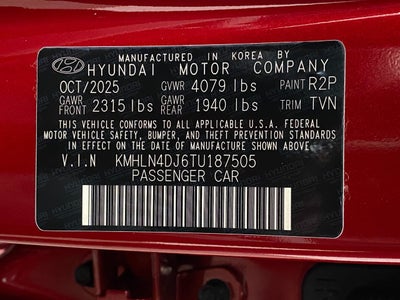 MANUFACTURED IN KOREA BY
HYUNDAI MOTOR COMPANY
OCT/2025 GVWR 4079 lbs PAINT R2P
GAWR FRONT 2315 lbs GAWR REAR 1940 lbs TRIM TVN
THIS VEHICLE CONFORMS TO ALL APPLICABLE U.S.A. FEDERAL
MOTOR VEHICLE SAFETY, BUMPER, AND THEFT PREVENTION STANDARDS
IN EFFECT ON THE DATE OF MANUFACTURE SHOWN ABOVE.
V.I.N KMHLN4DJ6TU187505
PASSENGER CAR